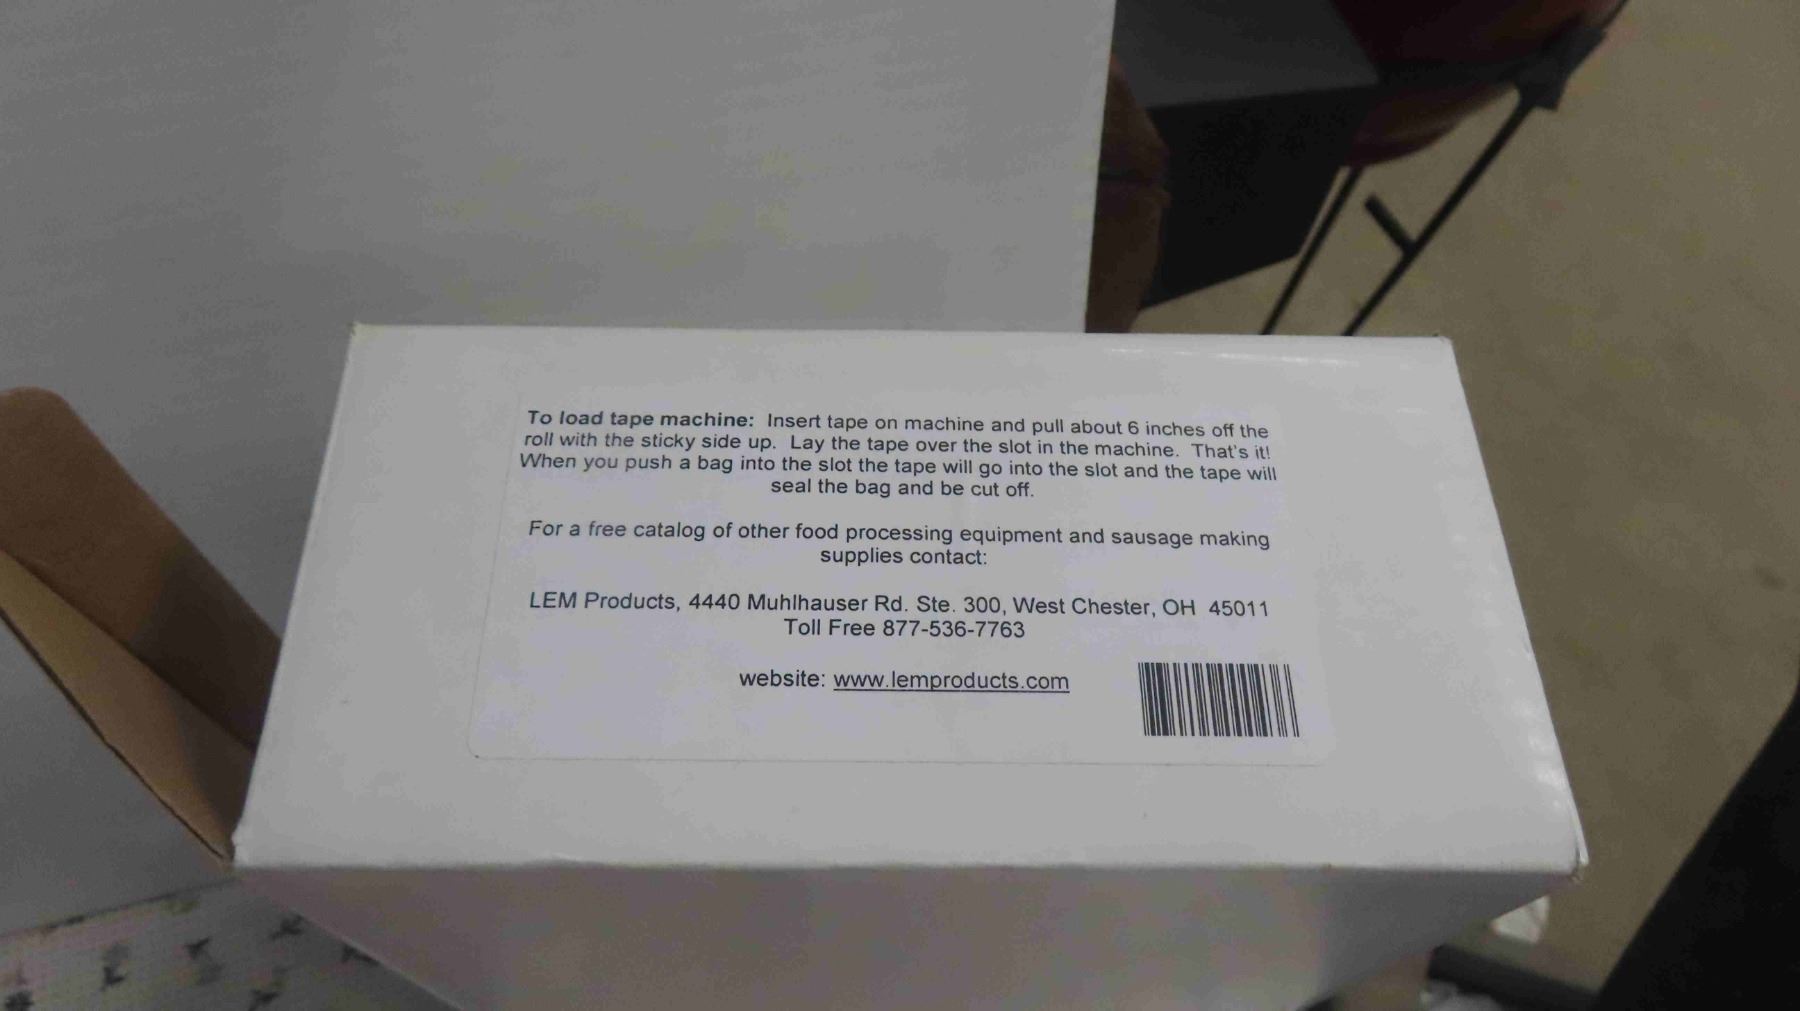 To load tape machine: Insert tape on machine and pull about 6 inches off the
roll with the sticky side up. Lay the tape over the slot in the machine. That's it!
When you push a bag into the slot the tape will go into the slot and the tape will
seal the bag and be cut off.
For a free catalog of other food processing equipment and sausage making
supplies contact:
LEM Products, 4440 Muhlhauser Rd. Ste. 300, West Chester, OH 45011
Toll Free 877-536-7763
website: www.lemproducts.com